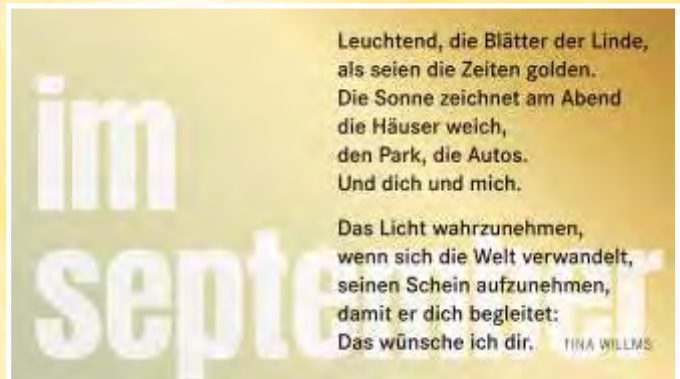 im
september
Leuchtend, die Blätter der Linde,
als seien die Zeiten golden.
Die Sonne zeichnet am Abend
die Häuser weich,
den Park, die Autos.
Und dich und mich.
Das Licht wahrzunehmen,
wenn sich die Welt verwandelt,
seinen Schein aufzunehmen,
damit er dich begleitet:
Das wünsche ich dir. TINA WILLMS